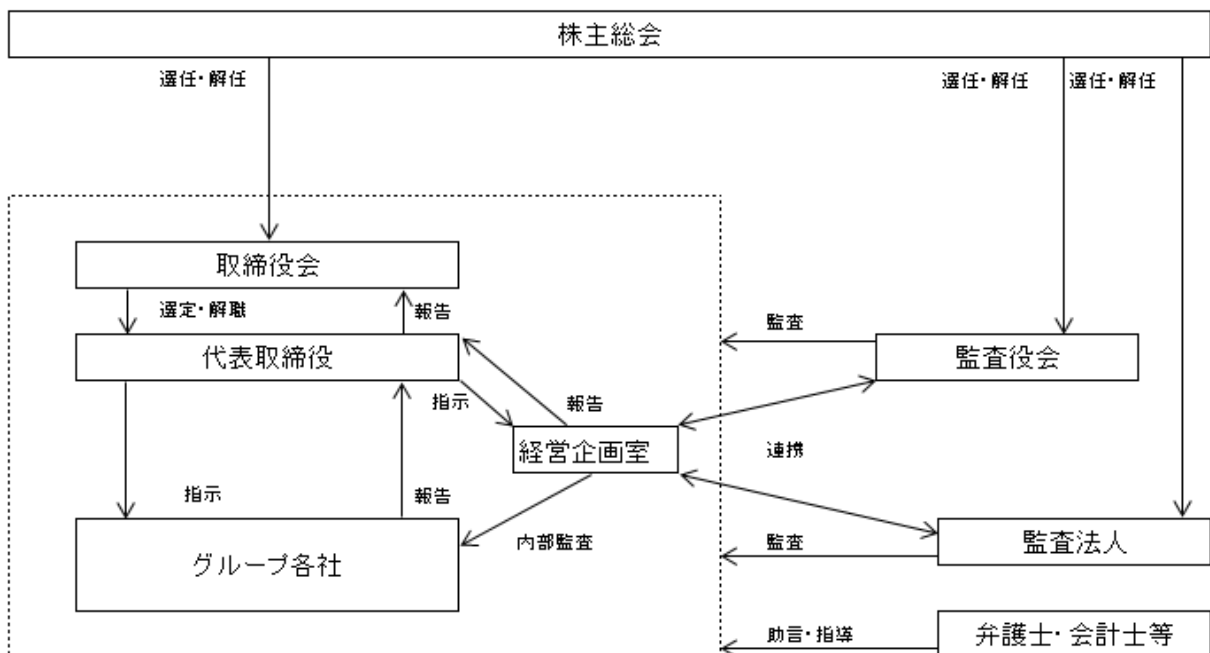 株主総会
選任・解任
選任・解任
選任・解任
取締役会
選定・解職
報告
監査
代表取締役
監査役会
指示
報告
経営企画室
連携
指示
報告
内部監査
監査
監査法人
グループ各社
助言・指導
弁護士・会計士等